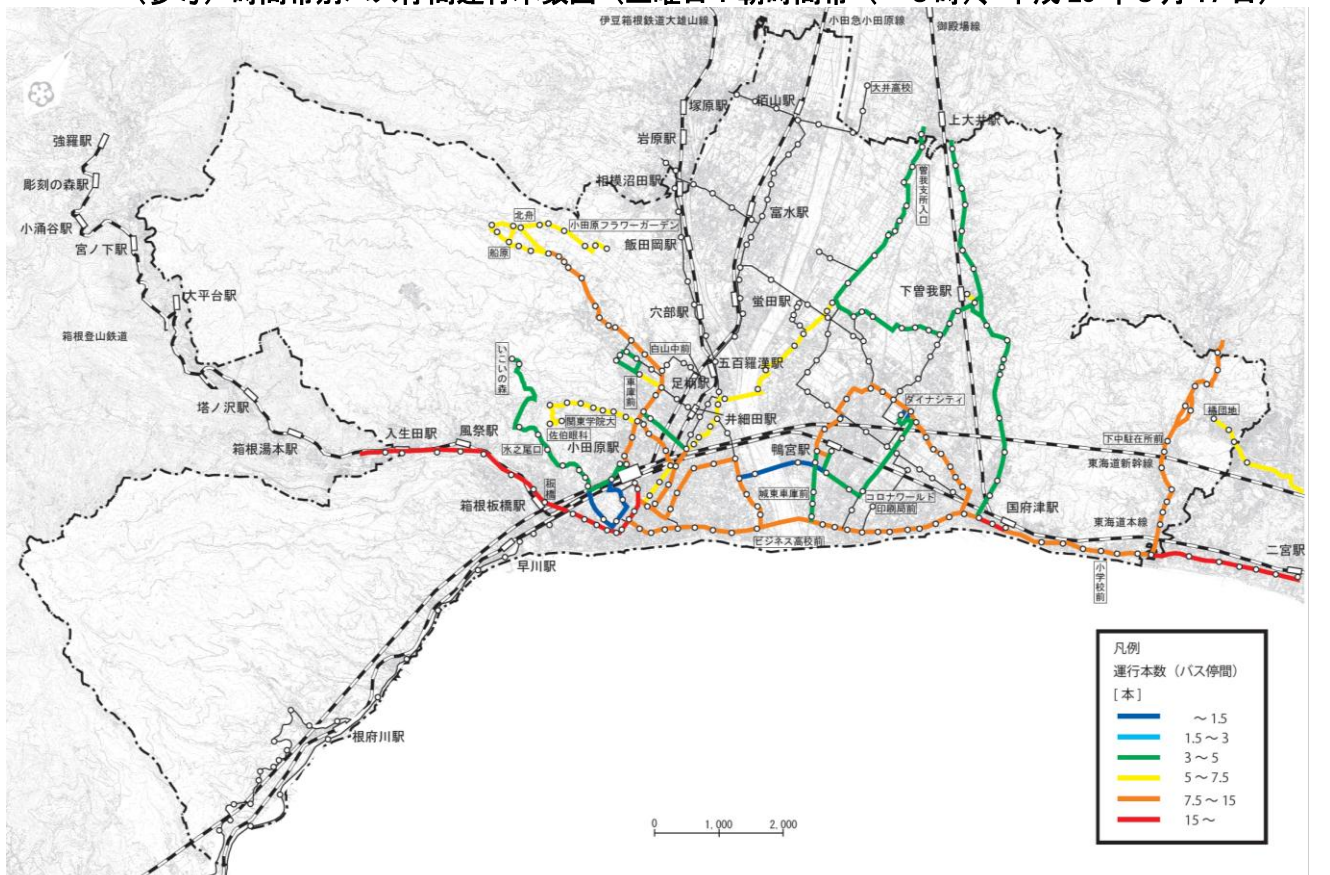 伊豆箱根鉄道大雄山線
小田急小田原線
御殿場線
大井高校
塚原駅
栢山駅
上大井駅
強羅駅
岩原駅
彫刻の森駅
相模沼田駅
曽我支所入口
小涌谷駅
富水駅
北舟
小田原フラワーガーデン
宮ノ下駅
船原
飯田岡駅
大平台駅
螢田駅
下曽我駅
穴部駅
箱根登山鉄道
いこいの森
白山中前
五百羅漢駅
足柄駅
車庫前
塔ノ沢駅
ダイナシティ
橘団地
関東学院大
井細田駅
入生田駅
風祭駅
佐伯眼科
小田原駅
鴨宮駅
下中駐在所前
箱根湯本駅
水之尾口
東海道新幹線
板橋
城東車庫前
コロナワールド
箱根板橋駅
印刷局前
国府津駅
東海道本線
ビジネス高校前
二宮駅
早川駅
小学校前
根府川駅
凡例
運行本数（バス停間）
[ 本 ]
～ 1.5
1.5 ～ 3
3 ～ 5
5 ～ 7.5
7.5 ～ 15
15 ～
0 1,000 2,000